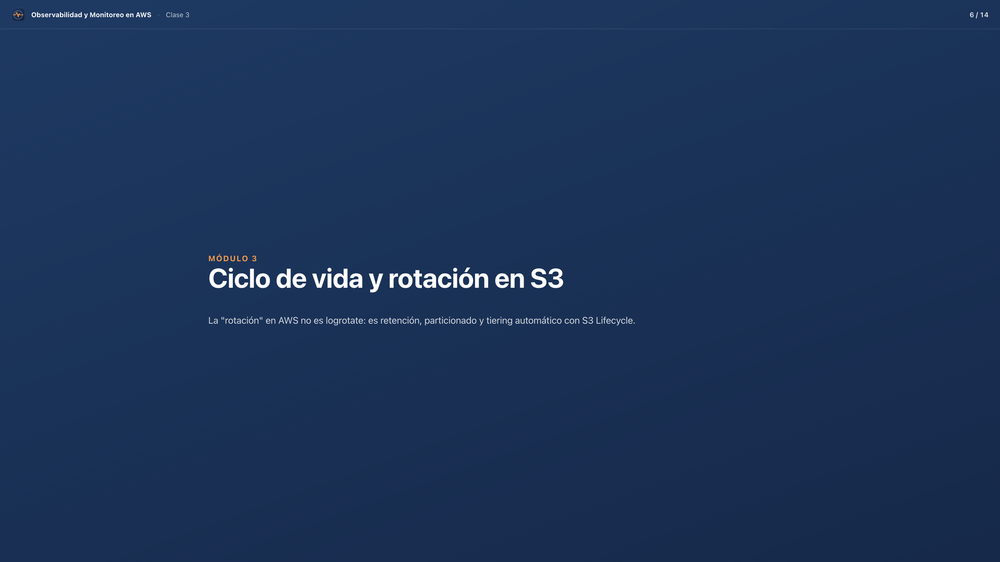 Observabilidad y Monitoreo en AWS · Clase 3
6 / 14
MÓDULO 3
Ciclo de vida y rotación en S3
La "rotación" en AWS no es logrotate: es retención, particionado y tiering automático con S3 Lifecycle.